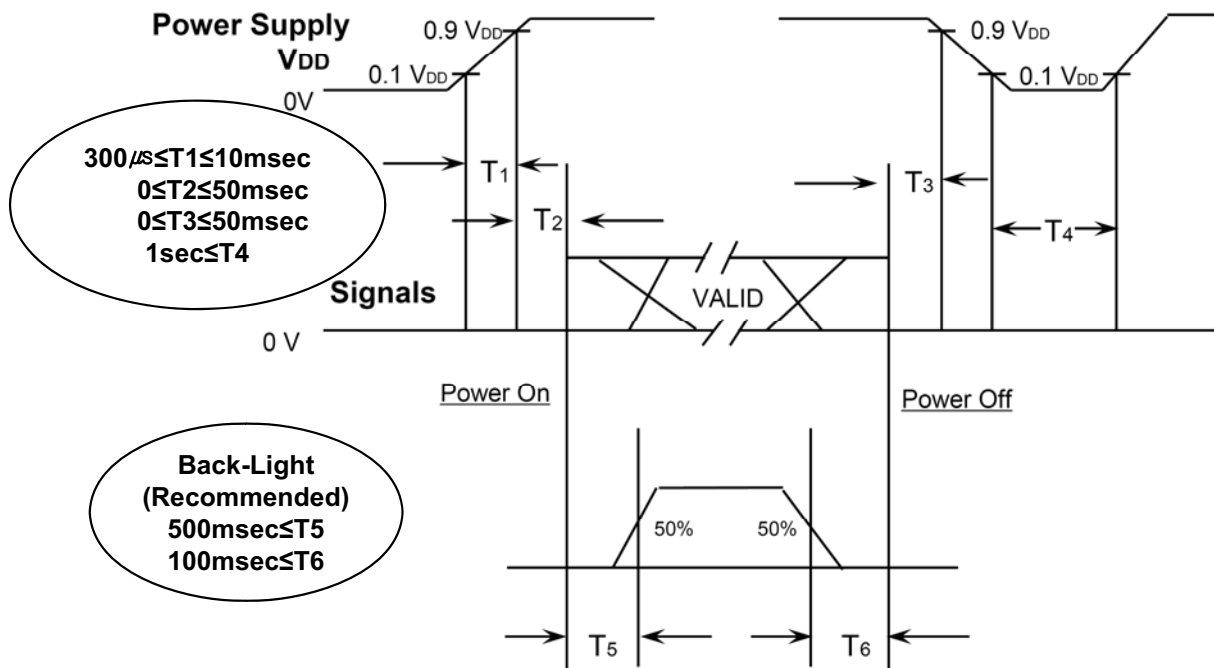 Power Supply
VDD
0.9 VDD
0.1 VDD
0V
0.9 VDD
0.1 VDD
300㎲≤T1≤10msec
0≤T2≤50msec
0≤T3≤50msec
1sec≤T4
T1
T2
T3
T4
Signals
VALID
0 V
Power On
Power Off
Back-Light
(Recommended)
500msec≤T5
100msec≤T6
50%
50%
T5
T6